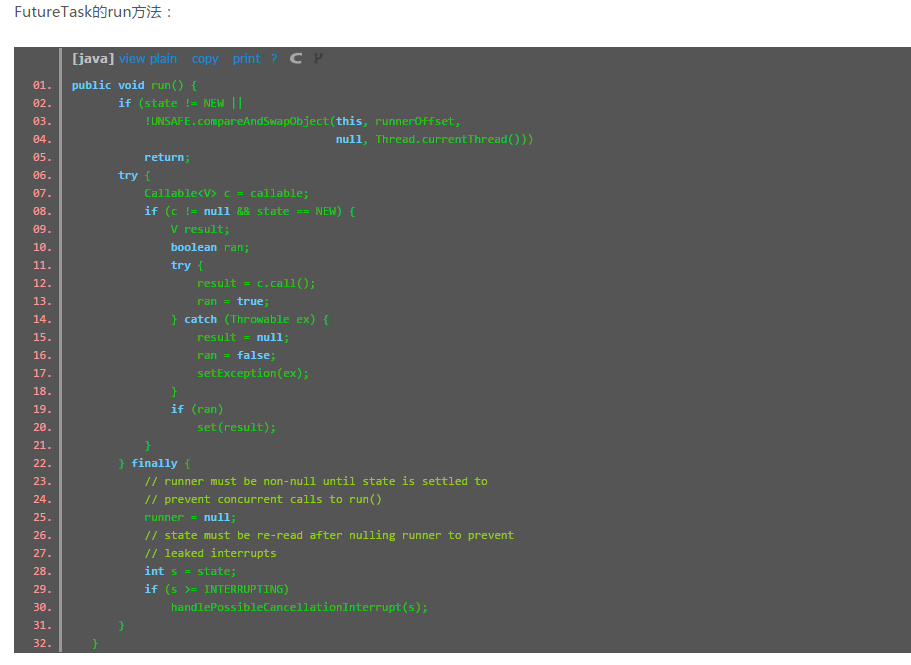 FutureTask的run方法：
[java] view plain copy print ?
01. public void run() {
02. if (state != NEW ||
03. !UNSAFE.compareAndSwapObject(this, runnerOffset,
04. null, Thread.currentThread()))
05. return;
06. try {
07. Callable<V> c = callable;
08. if (c != null && state == NEW) {
09. V result;
10. boolean ran;
11. try {
12. result = c.call();
13. ran = true;
14. } catch (Throwable ex) {
15. result = null;
16. ran = false;
17. setException(ex);
18. }
19. if (ran)
20. set(result);
21. }
22. } finally {
23. // runner must be non-null until state is settled to
24. // prevent concurrent calls to run()
25. runner = null;
26. // state must be re-read after nulling runner to prevent
27. // leaked interrupts
28. int s = state;
29. if (s >= INTERRUPTING)
30. handlePossibleCancellationInterrupt(s);
31. }
32. }